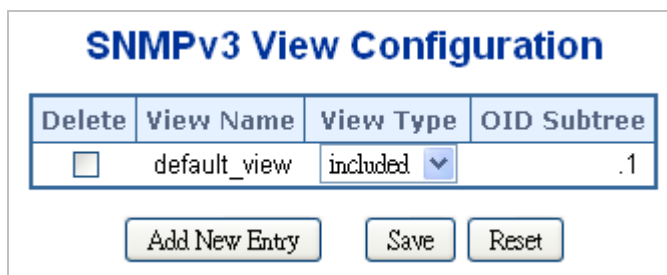 SNMPv3 View Configuration
Delete View Name View Type OID Subtree
default_view included .1
Add New Entry Save Reset